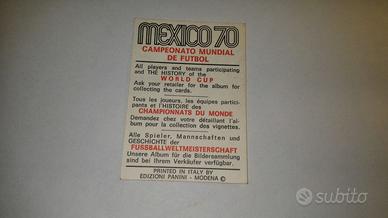 MEXICO 70
CAMPEONATO MUNDIAL
DE FUTBOL
All players and teams participating
and THE HISTORY of the
WORLD CUP
Ask your retailer for the album for
collecting the cards.
Tous les joueurs, les équipes partici-
pants et l'HISTOIRE des
CHAMPIONNATS DU MONDE
Demandez chez votre détaillant l'al-
bum pour la collection des vignettes.
Alle Spieler, Mannschaften und
GESCHICHTE der
FUSSBALLWELTMEISTERSCHAFT
Unsere Album für die Bildersammlung
sind bei Ihrem Verkäufer verfügbar.
PRINTED IN ITALY BY
EDIZIONI PANINI - MODENA ©
subito